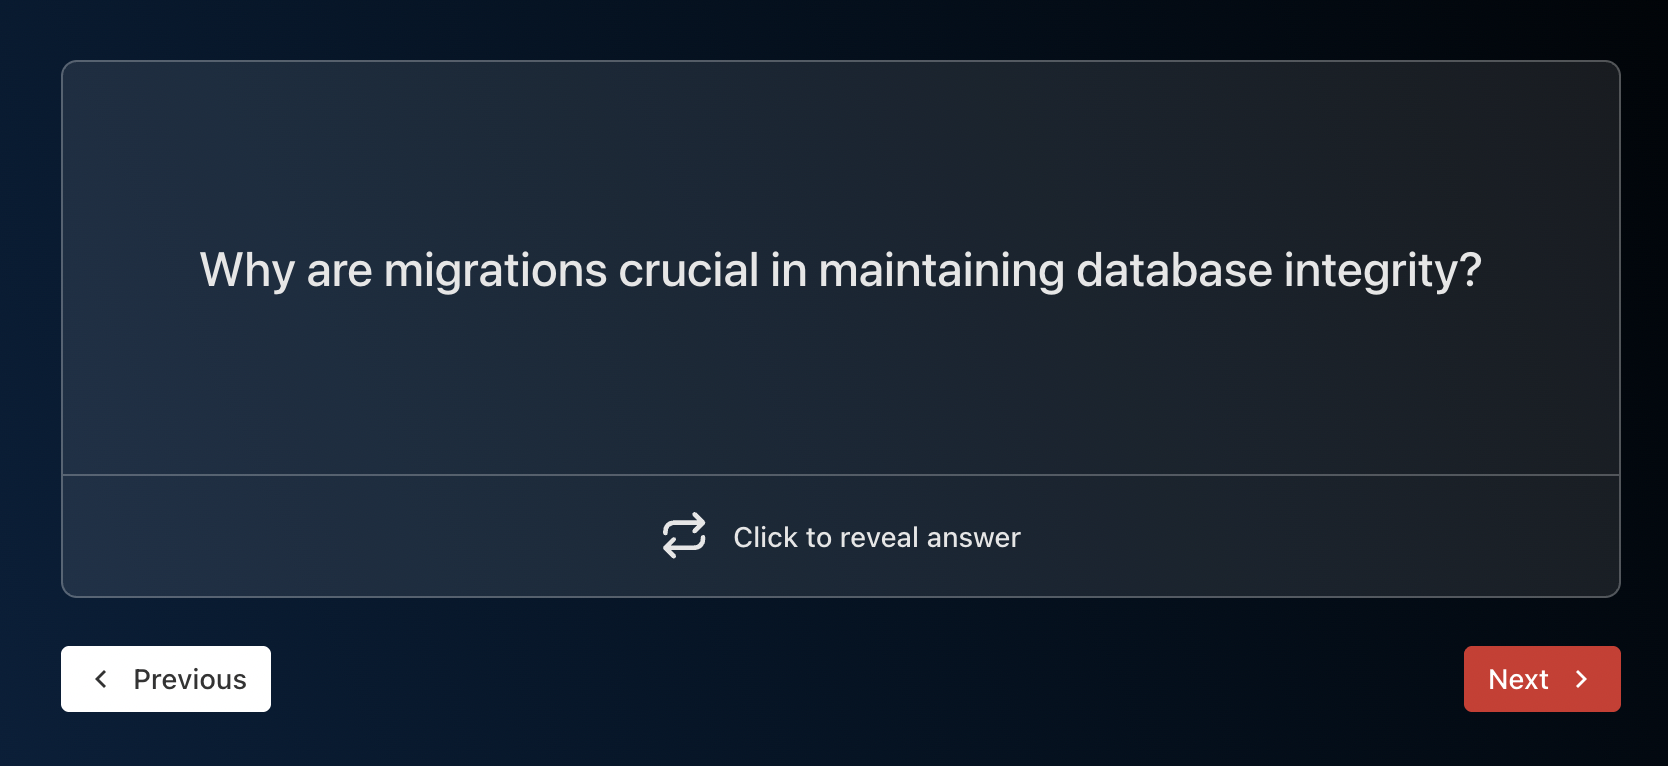 Why are migrations crucial in maintaining database integrity?
Click to reveal answer
Previous
Next